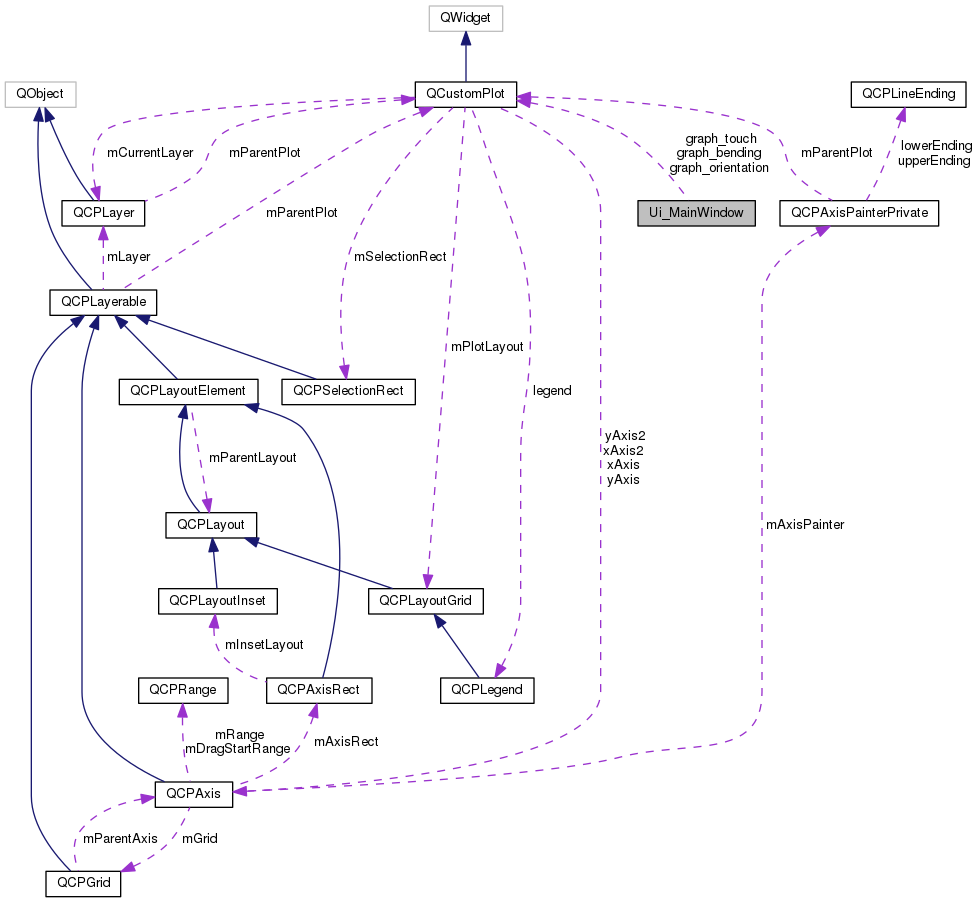 QWidget
QObject
QCustomPlot
QCPLineEnding
mCurrentLayer
mParentPlot
graph_touch
graph_bending
graph_orientation
mParentPlot
lowerEnding
upperEnding
QCPLayer
mParentPlot
Ui_MainWindow
QCPAxisPainterPrivate
mLayer
mSelectionRect
QCPLayerable
mPlotLayout
QCPLayoutElement
QCPSelectionRect
legend
mParentLayout
yAxis2
xAxis2
xAxis
yAxis
QCPLayout
mAxisPainter
QCPLayoutInset
QCPLayoutGrid
mInsetLayout
QCPRange
QCPAxisRect
QCPLegend
mRange
mDragStartRange
mAxisRect
QCPAxis
mParentAxis
mGrid
QCPGrid